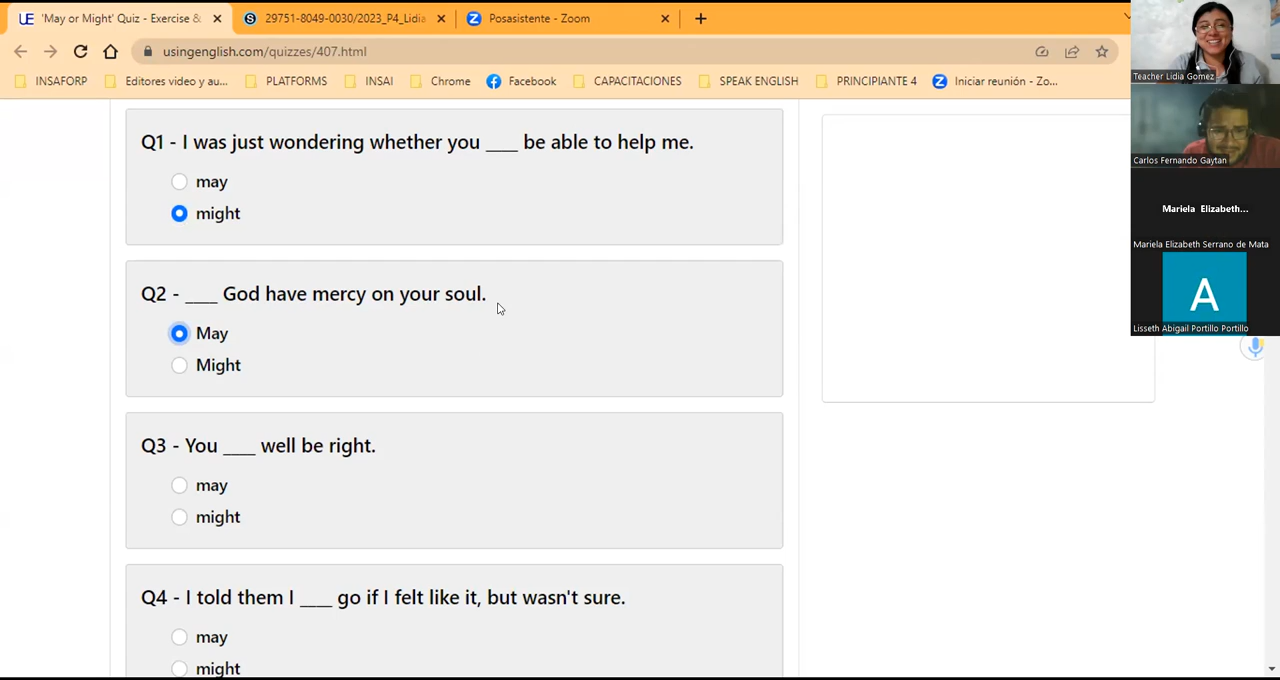 'May or Might' Quiz - Exercise &
29751-8049-0030/2023_P4_Lidia
Posasistente - Zoom
usingenglish.com/quizzes/407.html
INSAFORP
Editores video y au...
PLATFORMS
INSAI
Chrome
Facebook
CAPACITACIONES
SPEAK ENGLISH
PRINCIPIANTE 4
Iniciar reunión - Zo...
Q1 - I was just wondering whether you ____ be able to help me.
may
might
Q2 - ____ God have mercy on your soul.
May
Might
Q3 - You ____ well be right.
may
might
Q4 - I told them I ____ go if I felt like it, but wasn't sure.
may
might
Teacher Lidia Gomez
Carlos Fernando Gaytan
Mariela Elizabeth...
Mariela Elizabeth Serrano de Mata
A
Lisseth Abigail Portillo Portillo